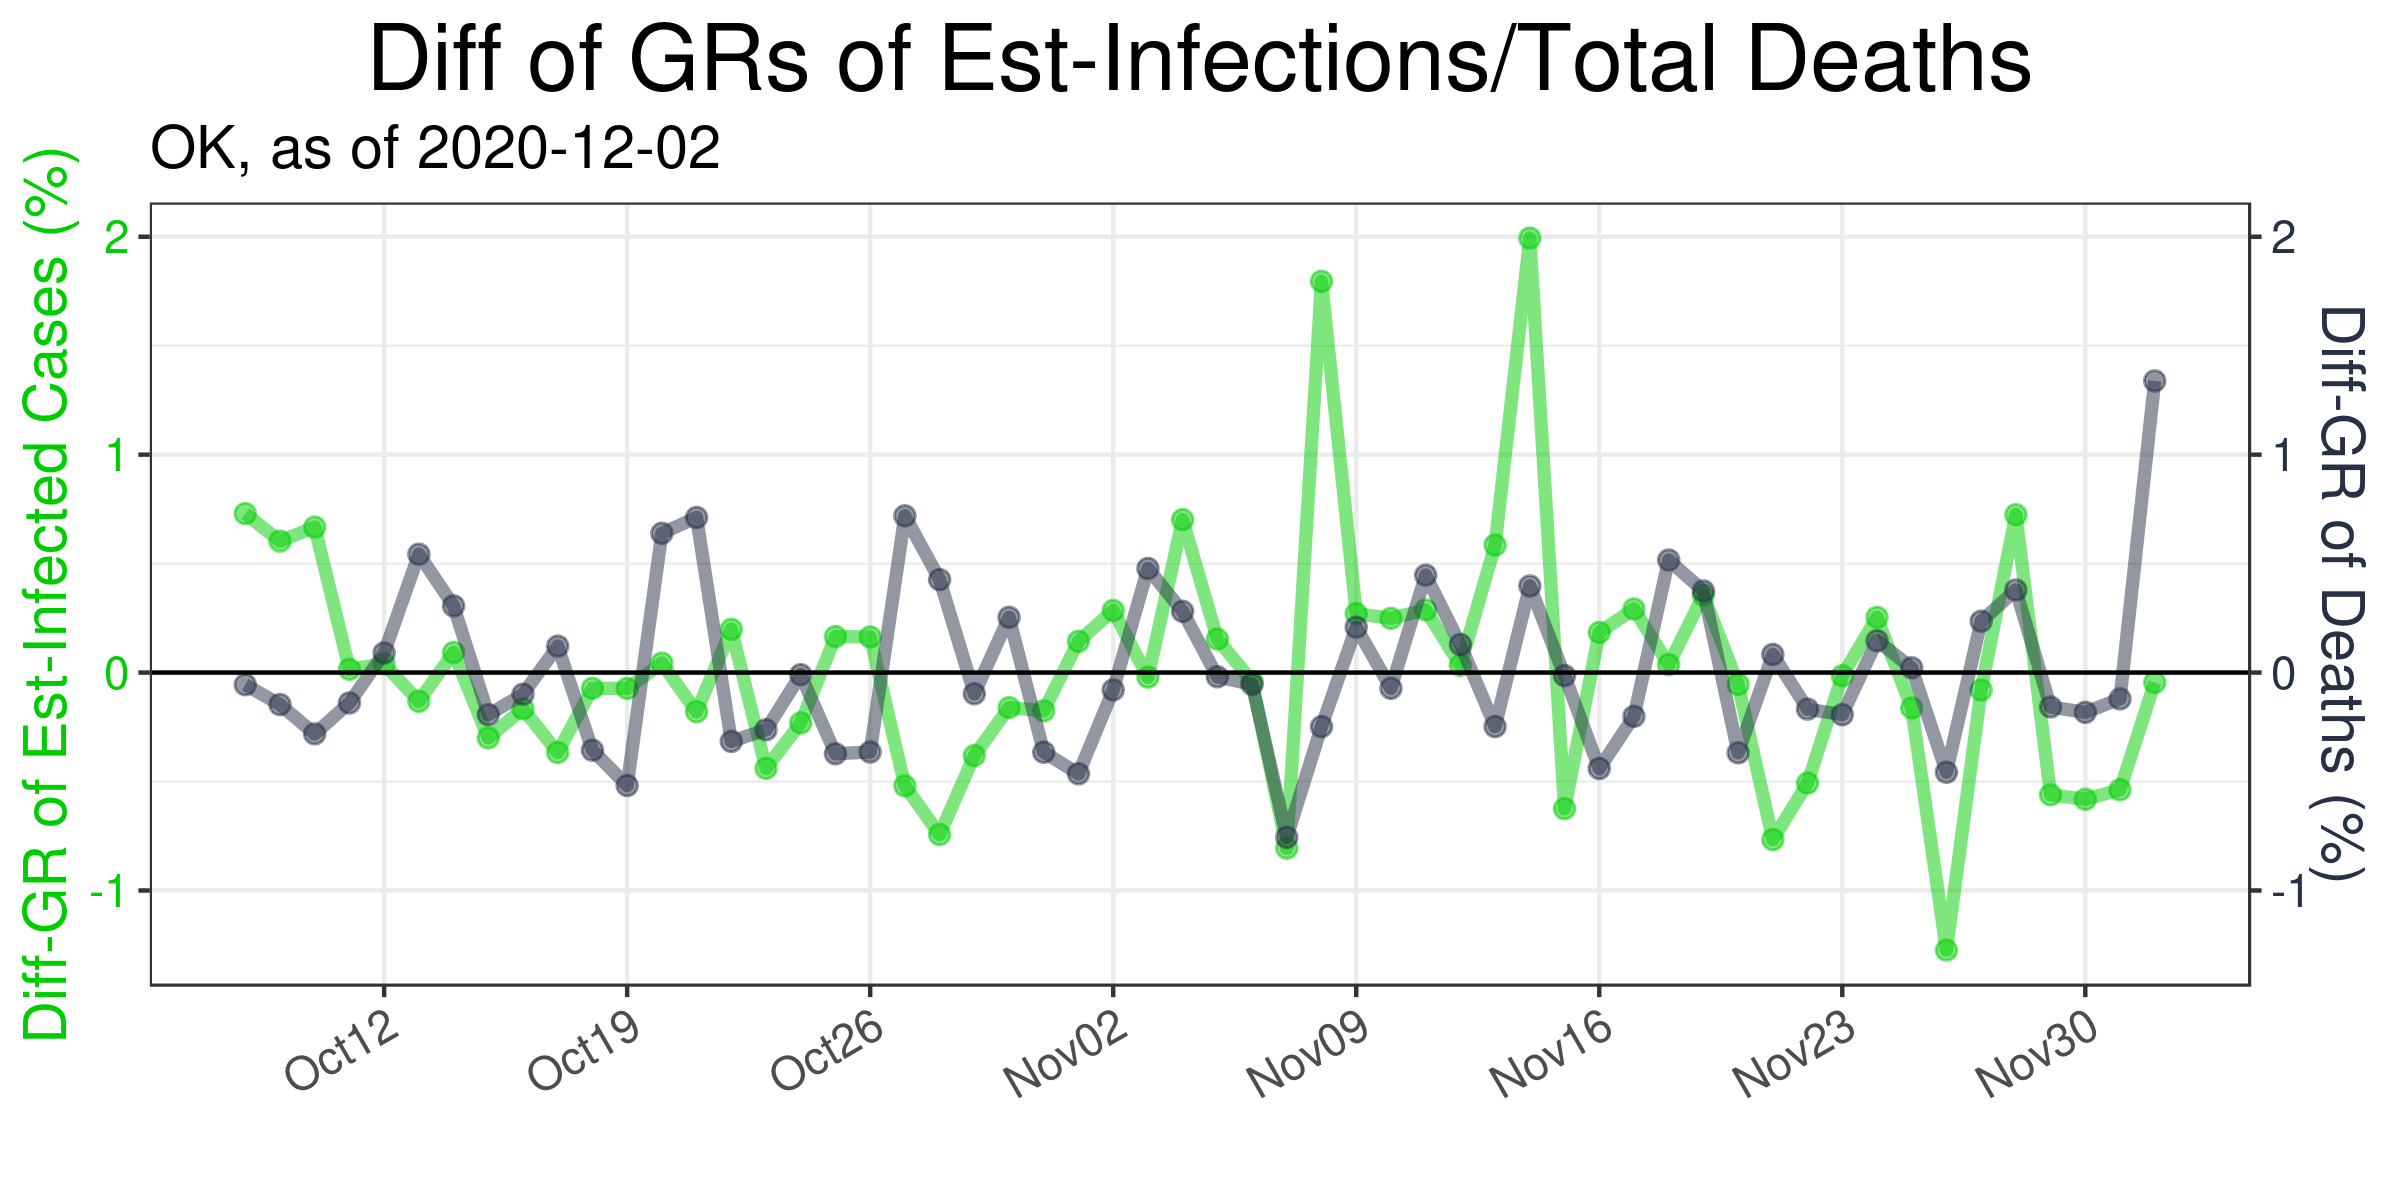 Diff of GRs of Est-Infections/Total Deaths
OK, as of 2020-12-02
Diff-GR of Est-Infected Cases (%)
2
1
0
-1
2
1
0
-1
Diff-GR of Deaths (%)
Oct12
Oct19
Oct26
Nov02
Nov09
Nov16
Nov23
Nov30